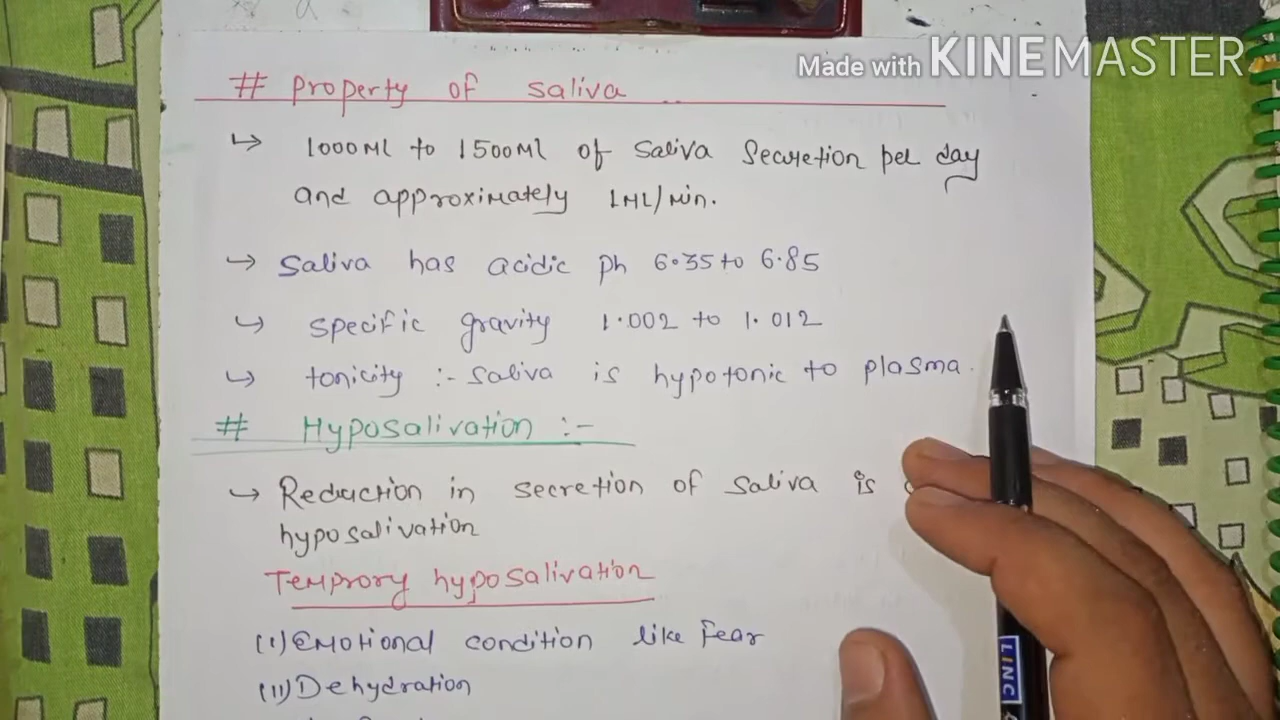 Made with KINEMASTER
# Property of saliva
↳ 1000Ml to 1500Ml of Saliva Secretion per day
and approximately 1Ml/Min.
→ Saliva has acidic ph 6.35 to 6.85
↳ specific gravity 1.002 to 1.012
↳ tonicity :- saliva is hypotonic to plasma.
# Hyposalivation :-
↳ Reduction in secretion of saliva is
hyposalivation
Temprory hyposalivation
(I) Emotional condition like Fear
(II) Dehydration
LINC